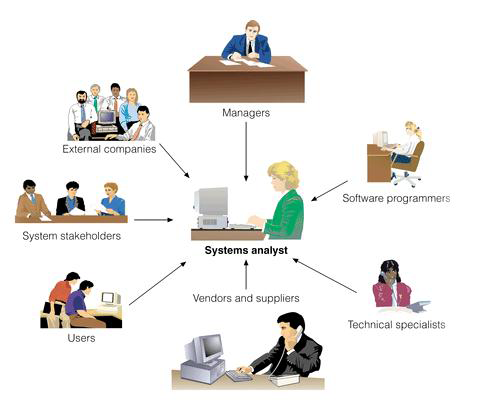 Managers
External companies
Software programmers
System stakeholders
Systems analyst
Users
Vendors and suppliers
Technical specialists